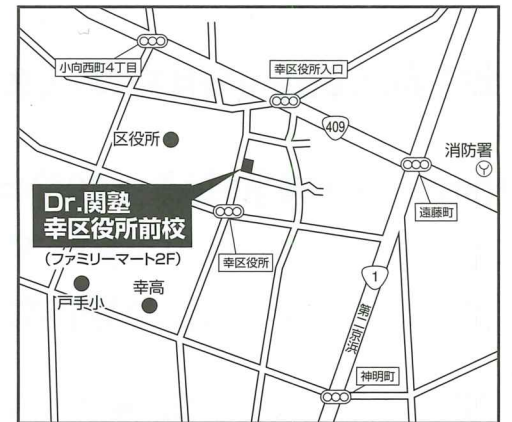 小向西町4丁目
幸区役所入口
409
区役所
消防署
Dr.関塾
幸区役所前校
(ファミリーマート2F)
遠藤町
幸区役所
戸手小
幸高
1
第二京浜
神明町